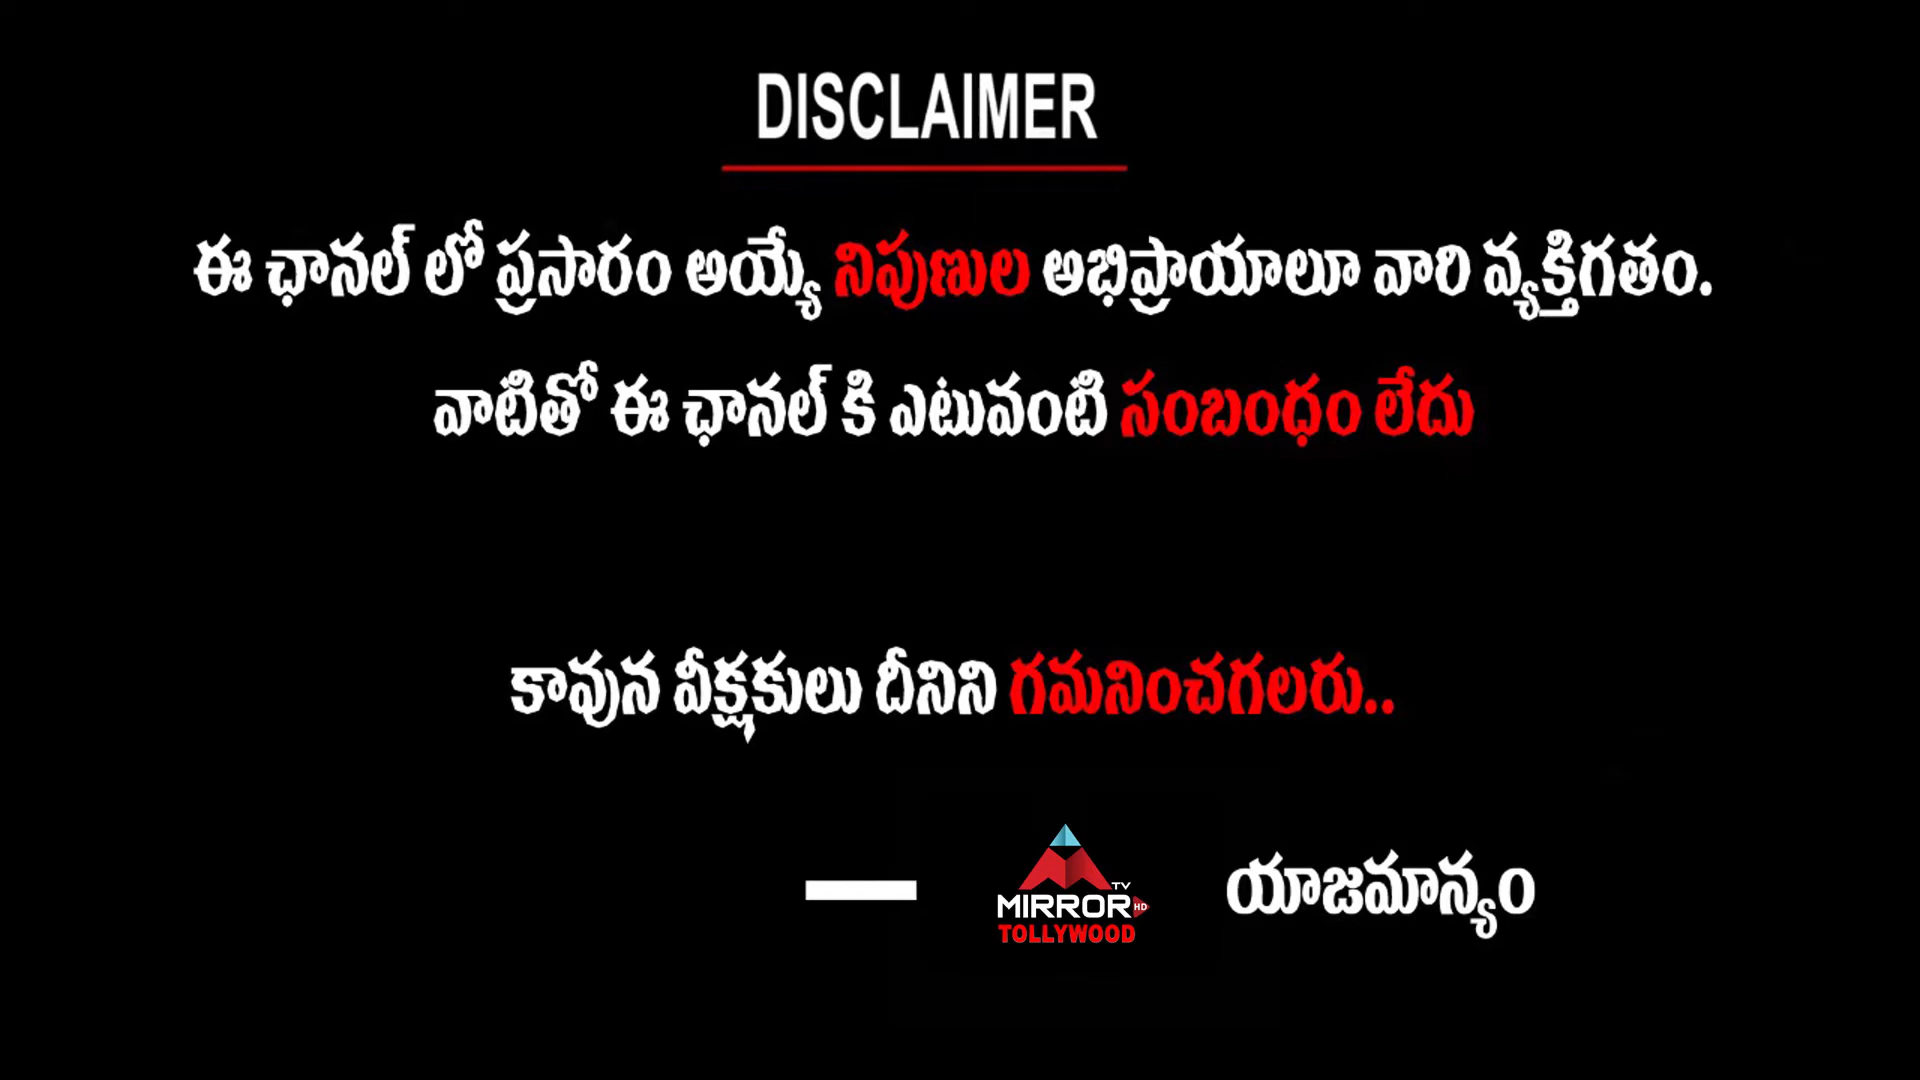 DISCLAIMER
ఈ ఛానల్ లో ప్రసారం అయ్యే నిపుణుల అభిప్రాయాలూ వారి వ్యక్తిగతం.
వాటితో ఈ ఛానల్ కి ఎటువంటి సంబంధం లేదు
కావున వీక్షకులు దీనిని గమనించగలరు..
— MIRROR TV HD TOLLYWOOD యాజమాన్యం